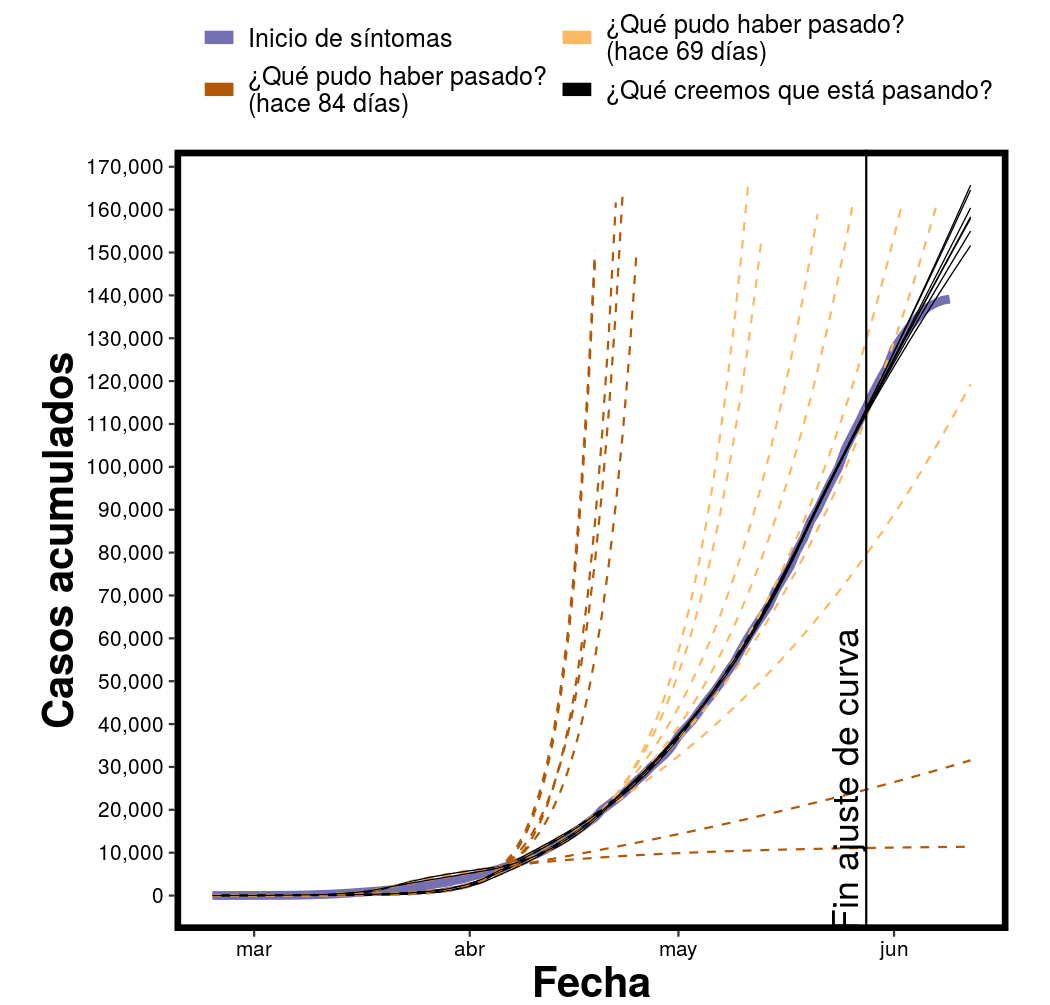 Inicio de síntomas
¿Qué pudo haber pasado?
(hace 84 días)
¿Qué pudo haber pasado?
(hace 69 días)
¿Qué creemos que está pasando?
Casos acumulados
170,000
160,000
150,000
140,000
130,000
120,000
110,000
100,000
90,000
80,000
70,000
60,000
50,000
40,000
30,000
20,000
10,000
0
Fin ajuste de curva
mar
abr
may
jun
Fecha